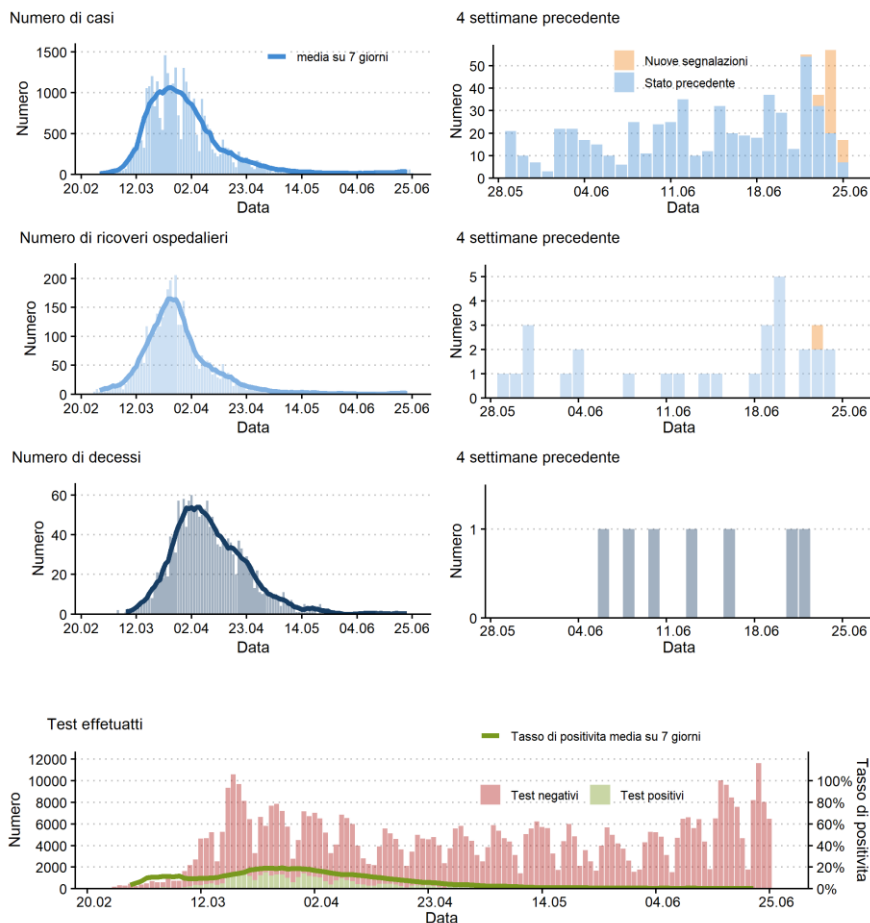 Numero di casi
4 settimane precedente
1500
1000
500
0
Numero
media su 7 giorni
20.02 12.03 02.04 23.04 14.05 04.06 25.06
Data
50
40
30
20
10
0
Numero
Nuove segnalazioni
Stato precedente
28.05 04.06 11.06 18.06 25.06
Data
Numero di ricoveri ospedalieri
4 settimane precedente
200
150
100
50
0
Numero
20.02 12.03 02.04 23.04 14.05 04.06 25.06
Data
5
4
3
2
1
0
Numero
28.05 04.06 11.06 18.06 25.06
Data
Numero di decessi
4 settimane precedente
60
40
20
0
Numero
20.02 12.03 02.04 23.04 14.05 04.06 25.06
Data
1
0
Numero
28.05 04.06 11.06 18.06 25.06
Data
Test effetuatti
Tasso di positivita media su 7 giorni
12000
10000
8000
6000
4000
2000
0
Numero
Test negativi
Test positivi
100%
80%
60%
40%
20%
0%
Tasso di positivita
20.02 12.03 02.04 23.04 14.05 04.06 25.06
Data